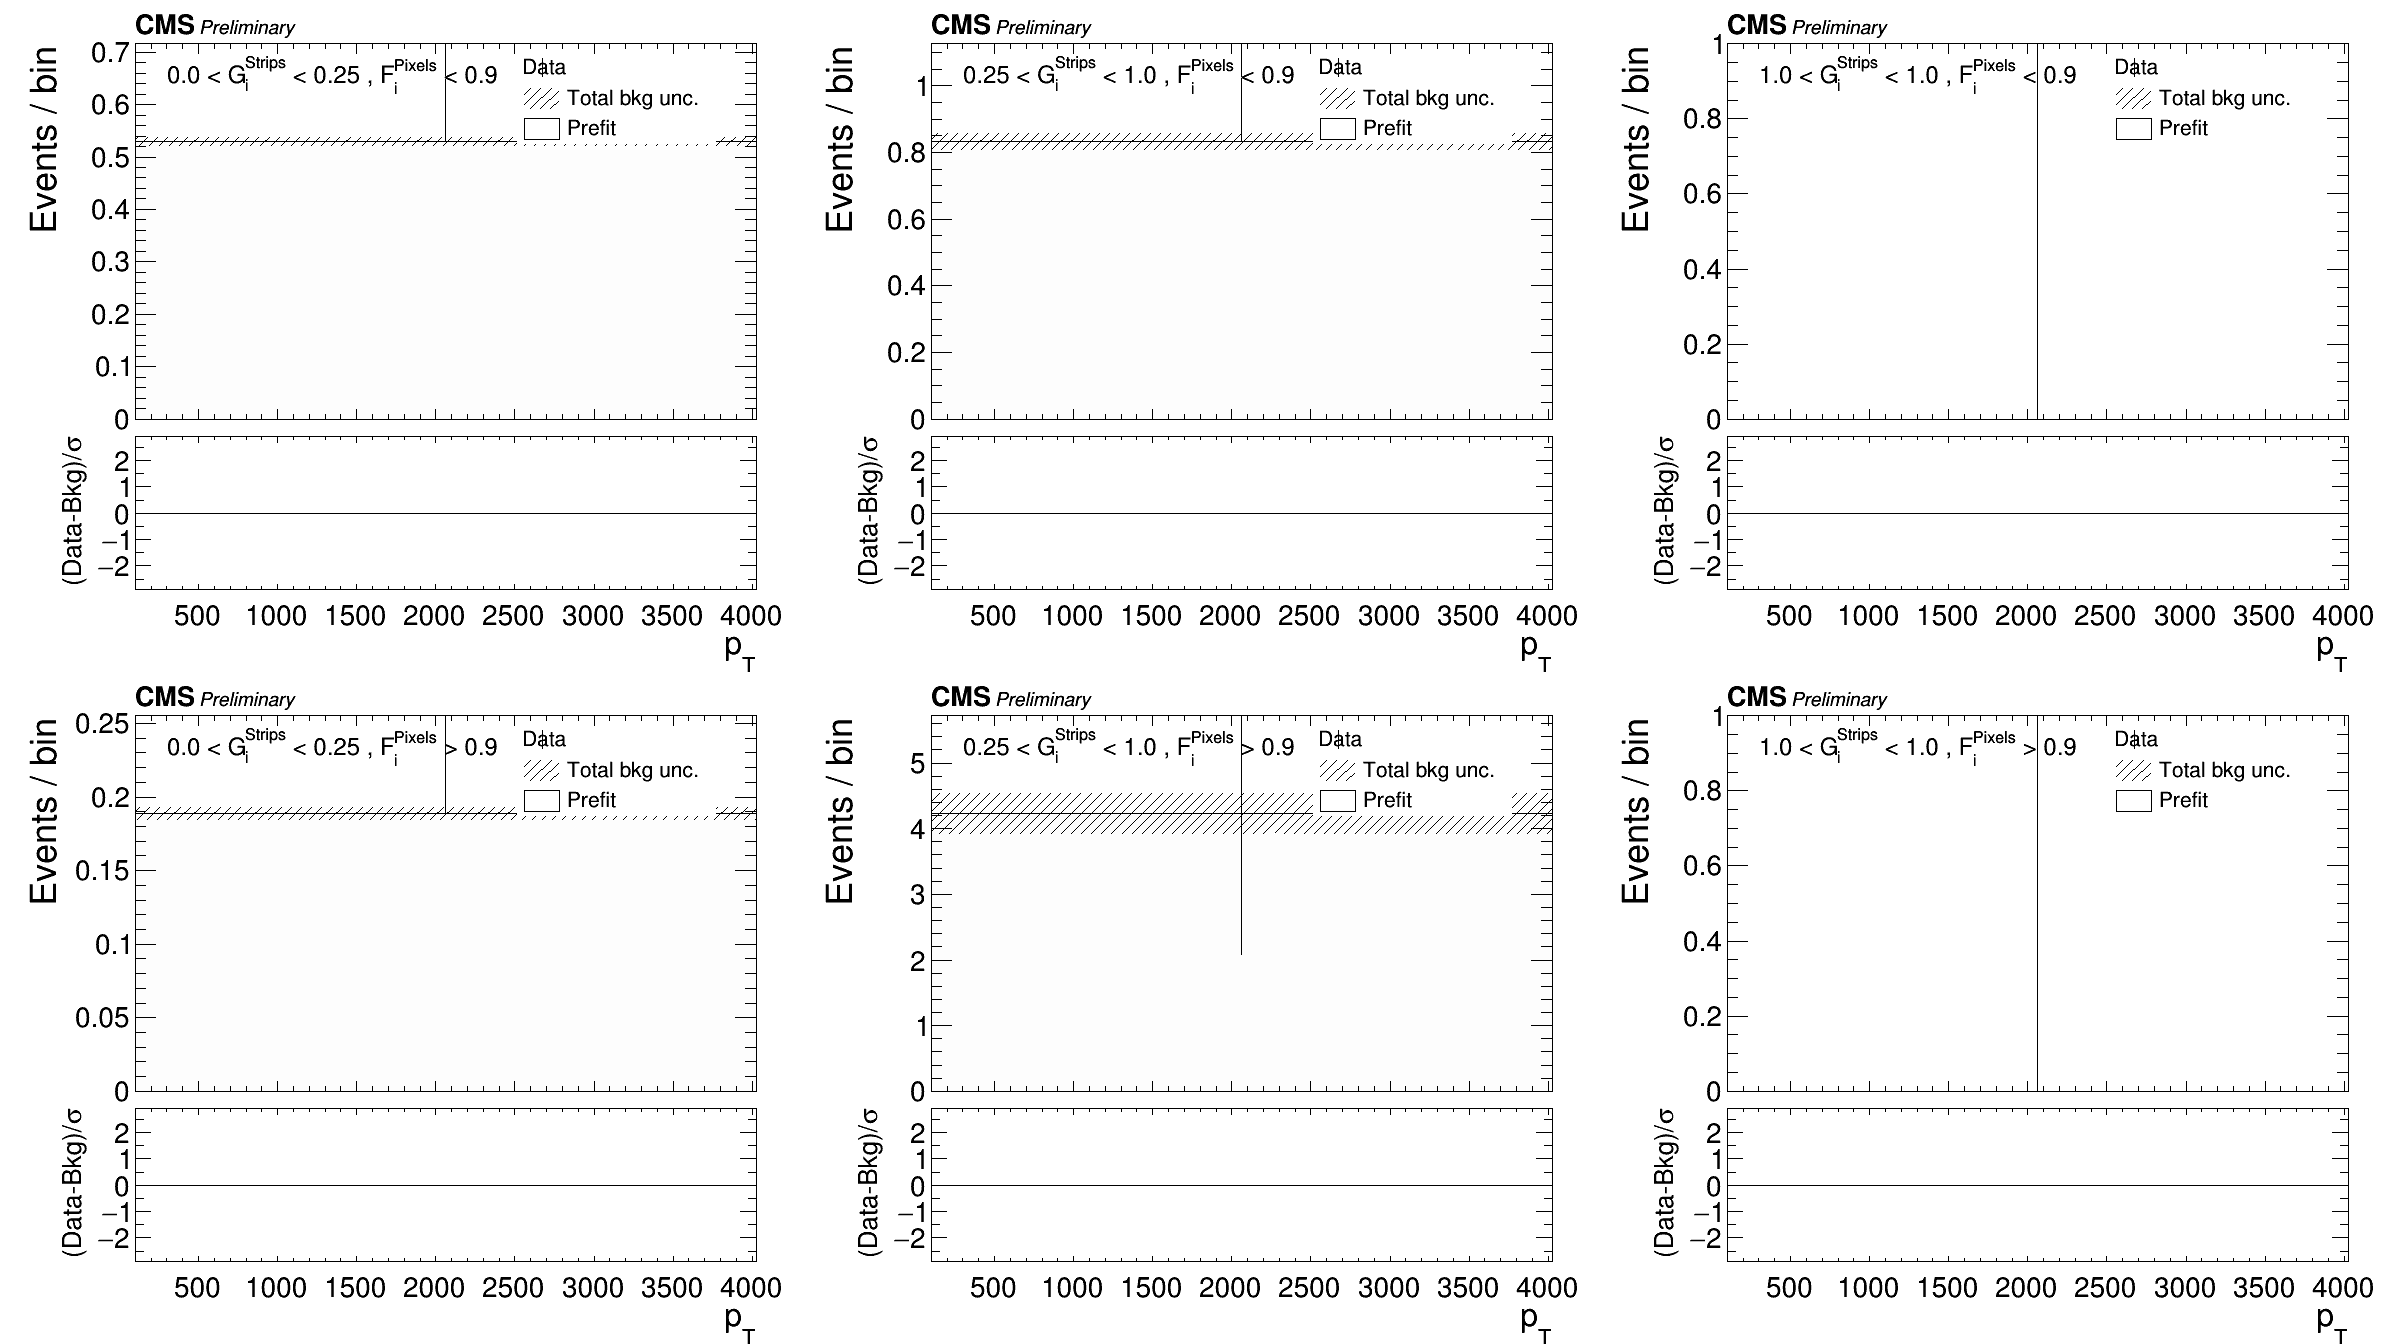 CMS Preliminary
Events / bin
0.7
0.6
0.5
0.4
0.3
0.2
0.1
0
0.0 < G_i^Strips < 0.25 , F_i^Pixels < 0.9
Data
Total bkg unc.
Prefit
(Data-Bkg)/σ
2
1
0
−1
−2
500 1000 1500 2000 2500 3000 3500 4000
p_T
CMS Preliminary
Events / bin
1
0.8
0.6
0.4
0.2
0
0.25 < G_i^Strips < 1.0 , F_i^Pixels < 0.9
Data
Total bkg unc.
Prefit
(Data-Bkg)/σ
2
1
0
−1
−2
500 1000 1500 2000 2500 3000 3500 4000
p_T
CMS Preliminary
Events / bin
1
0.8
0.6
0.4
0.2
0
1.0 < G_i^Strips < 1.0 , F_i^Pixels < 0.9
Data
Total bkg unc.
Prefit
(Data-Bkg)/σ
2
1
0
−1
−2
500 1000 1500 2000 2500 3000 3500 4000
p_T
CMS Preliminary
Events / bin
0.25
0.2
0.15
0.1
0.05
0
0.0 < G_i^Strips < 0.25 , F_i^Pixels > 0.9
Data
Total bkg unc.
Prefit
(Data-Bkg)/σ
2
1
0
−1
−2
500 1000 1500 2000 2500 3000 3500 4000
p_T
CMS Preliminary
Events / bin
5
4
3
2
1
0
0.25 < G_i^Strips < 1.0 , F_i^Pixels > 0.9
Data
Total bkg unc.
Prefit
(Data-Bkg)/σ
2
1
0
−1
−2
500 1000 1500 2000 2500 3000 3500 4000
p_T
CMS Preliminary
Events / bin
1
0.8
0.6
0.4
0.2
0
1.0 < G_i^Strips < 1.0 , F_i^Pixels > 0.9
Data
Total bkg unc.
Prefit
(Data-Bkg)/σ
2
1
0
−1
−2
500 1000 1500 2000 2500 3000 3500 4000
p_T